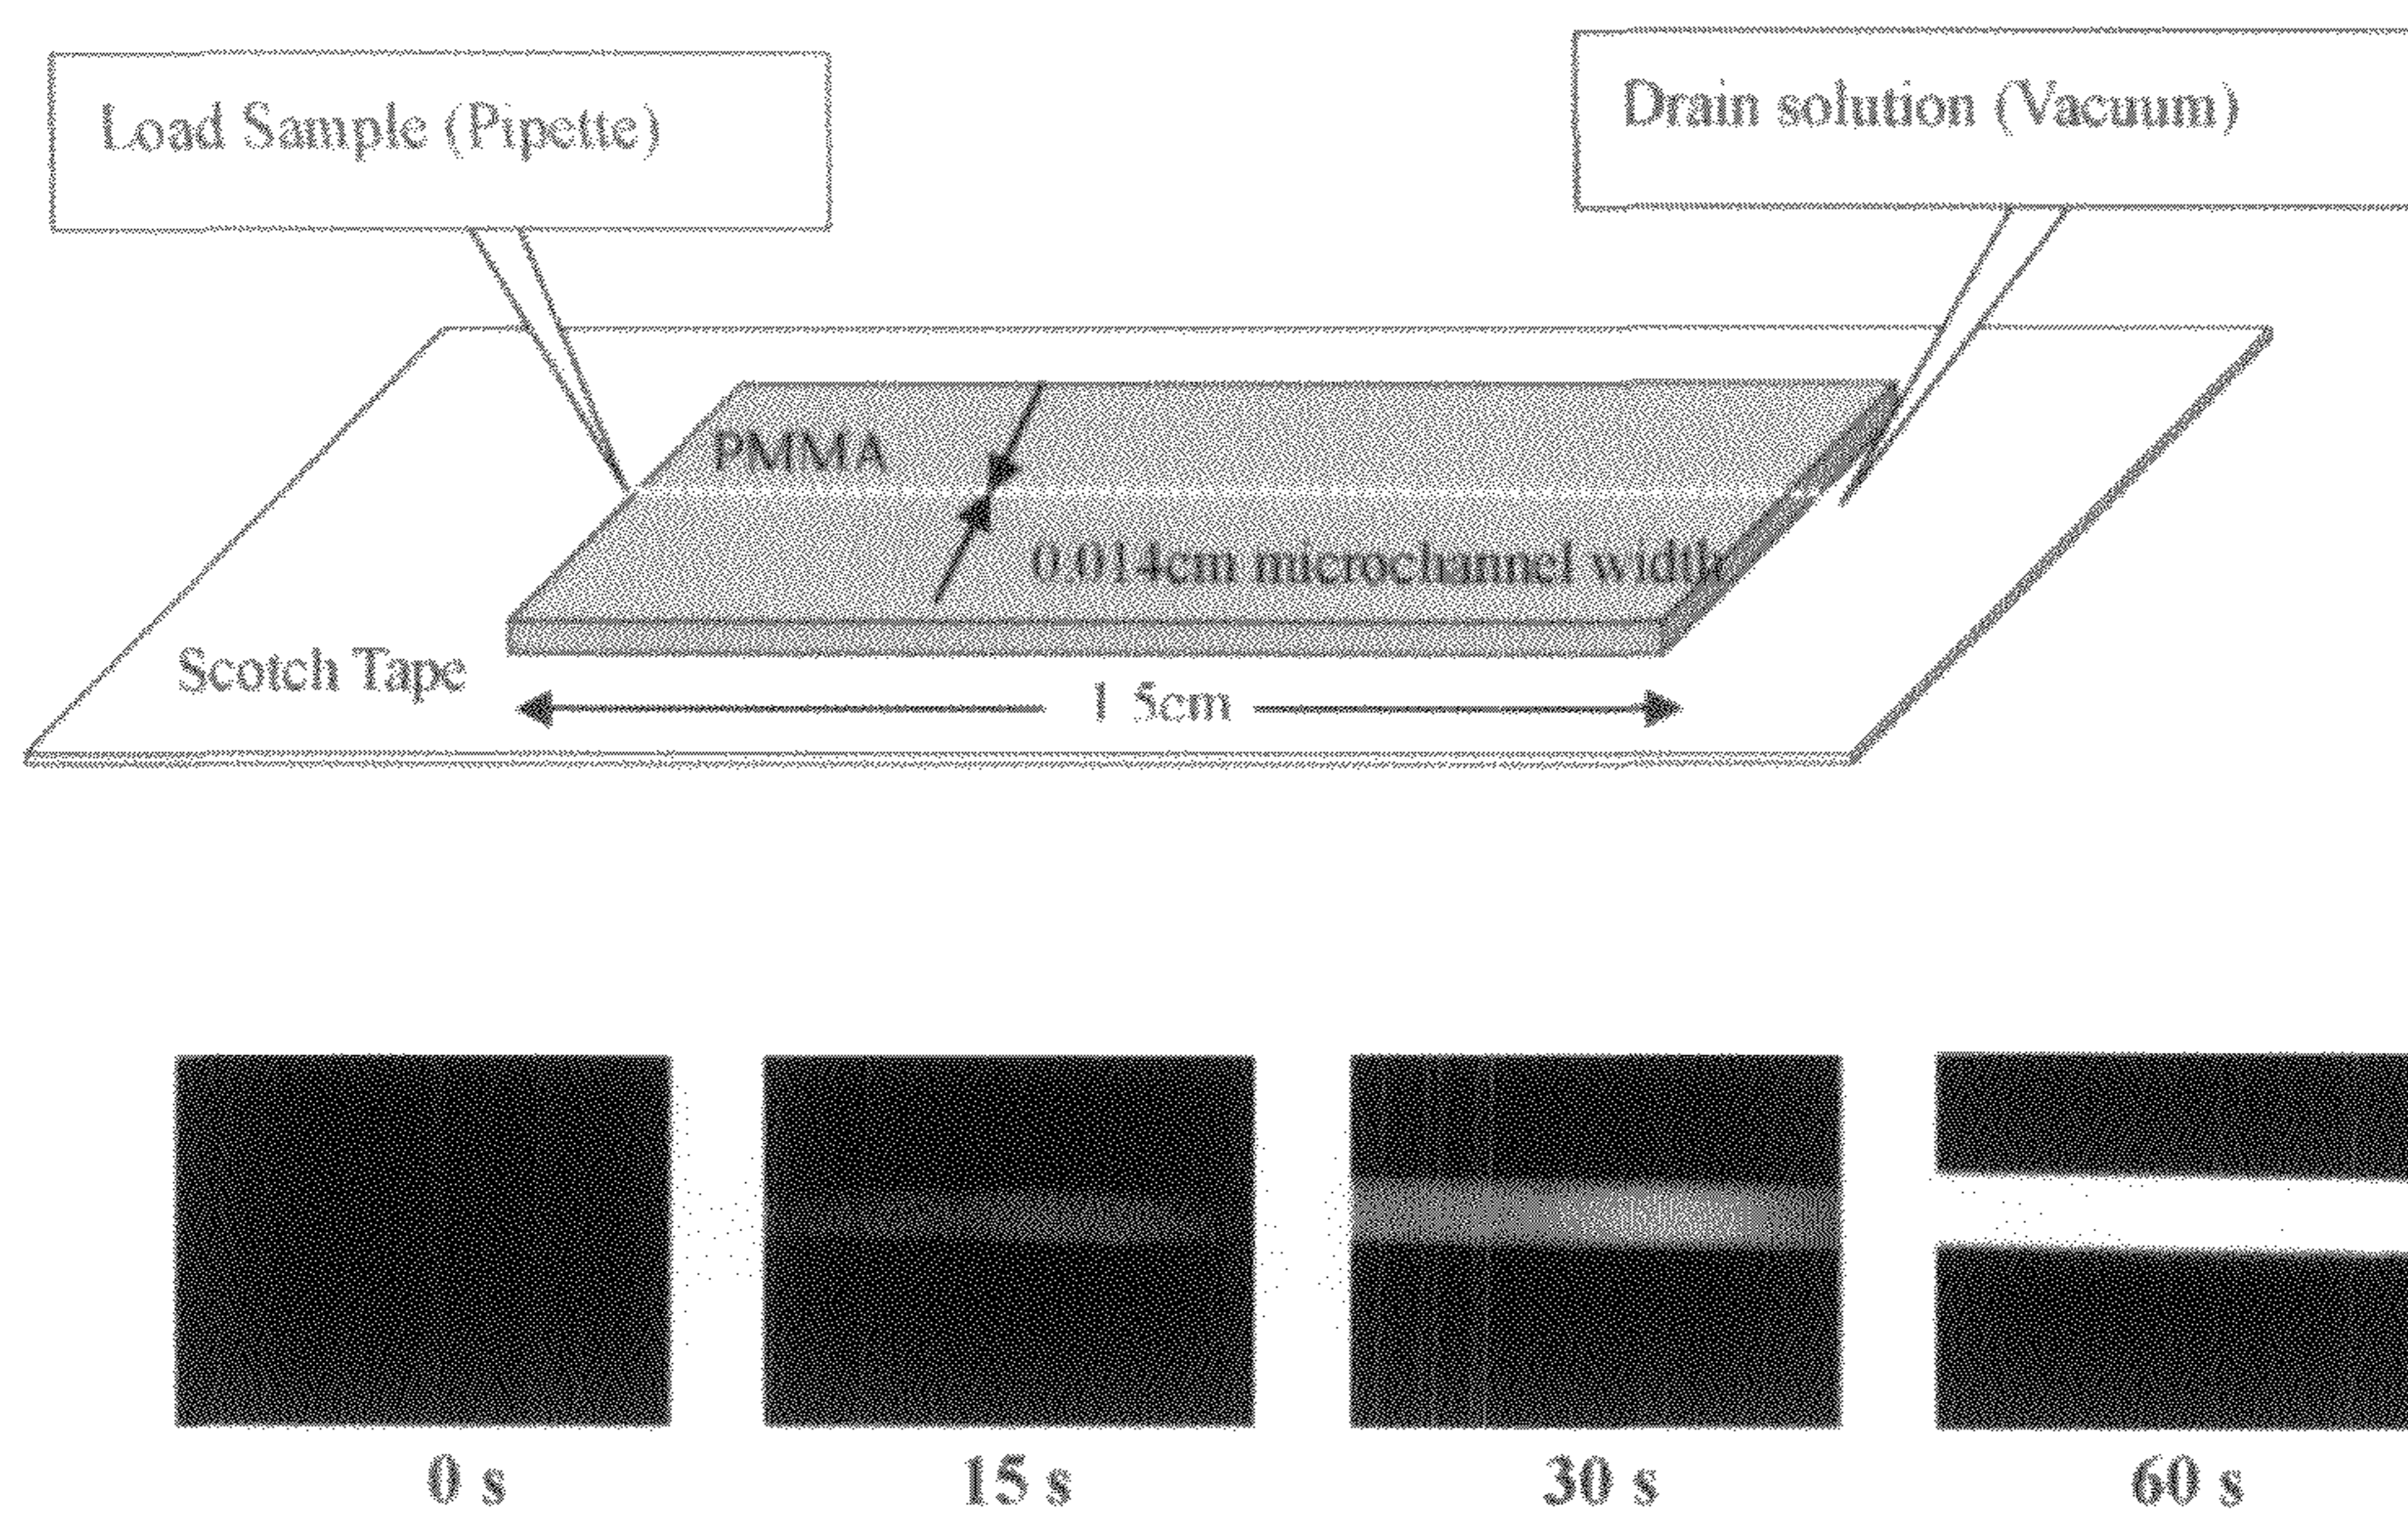 Load Sample (Pipette)
Drain solution (Vacuum)
PMMA
0.014cm microchannel width
Scotch Tape
1 5cm
0 s
15 s
30 s
60 s